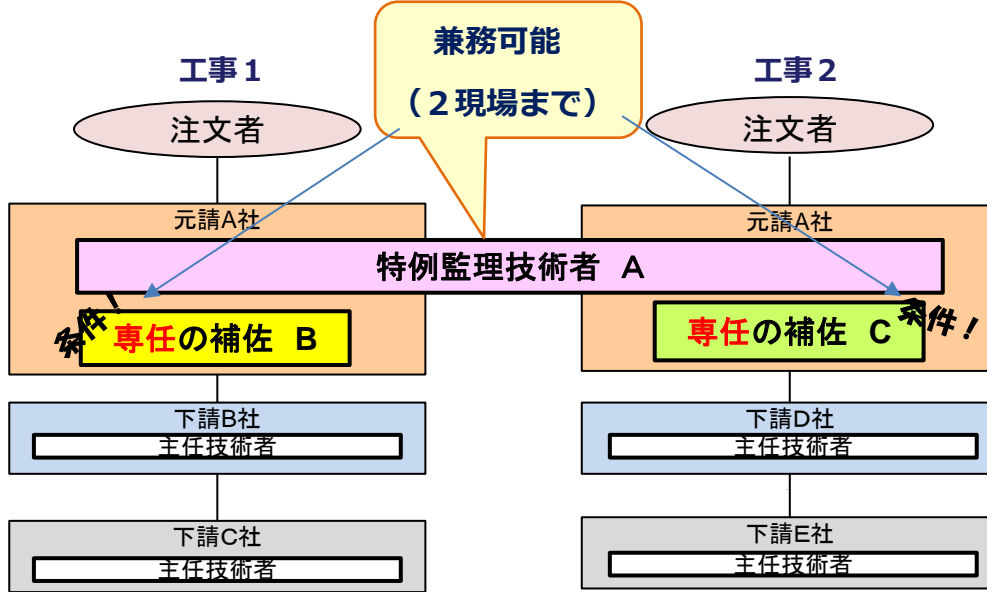 兼務可能
（２現場まで）
工事１
工事２
注文者
注文者
元請A社
元請A社
特例監理技術者 A
条件！
専任の補佐 B
条件！
専任の補佐 C
下請B社
主任技術者
下請D社
主任技術者
下請C社
主任技術者
下請E社
主任技術者